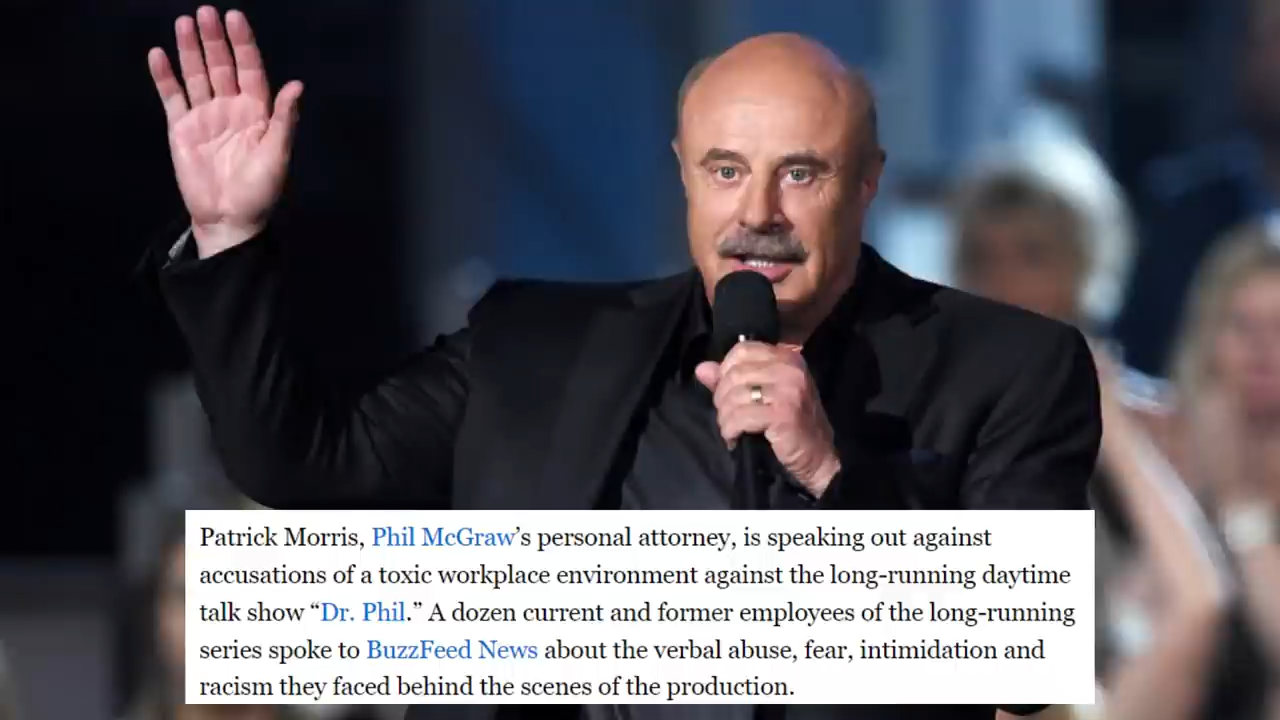 Patrick Morris, Phil McGraw’s personal attorney, is speaking out against
accusations of a toxic workplace environment against the long-running daytime
talk show “Dr. Phil.” A dozen current and former employees of the long-running
series spoke to BuzzFeed News about the verbal abuse, fear, intimidation and
racism they faced behind the scenes of the production.